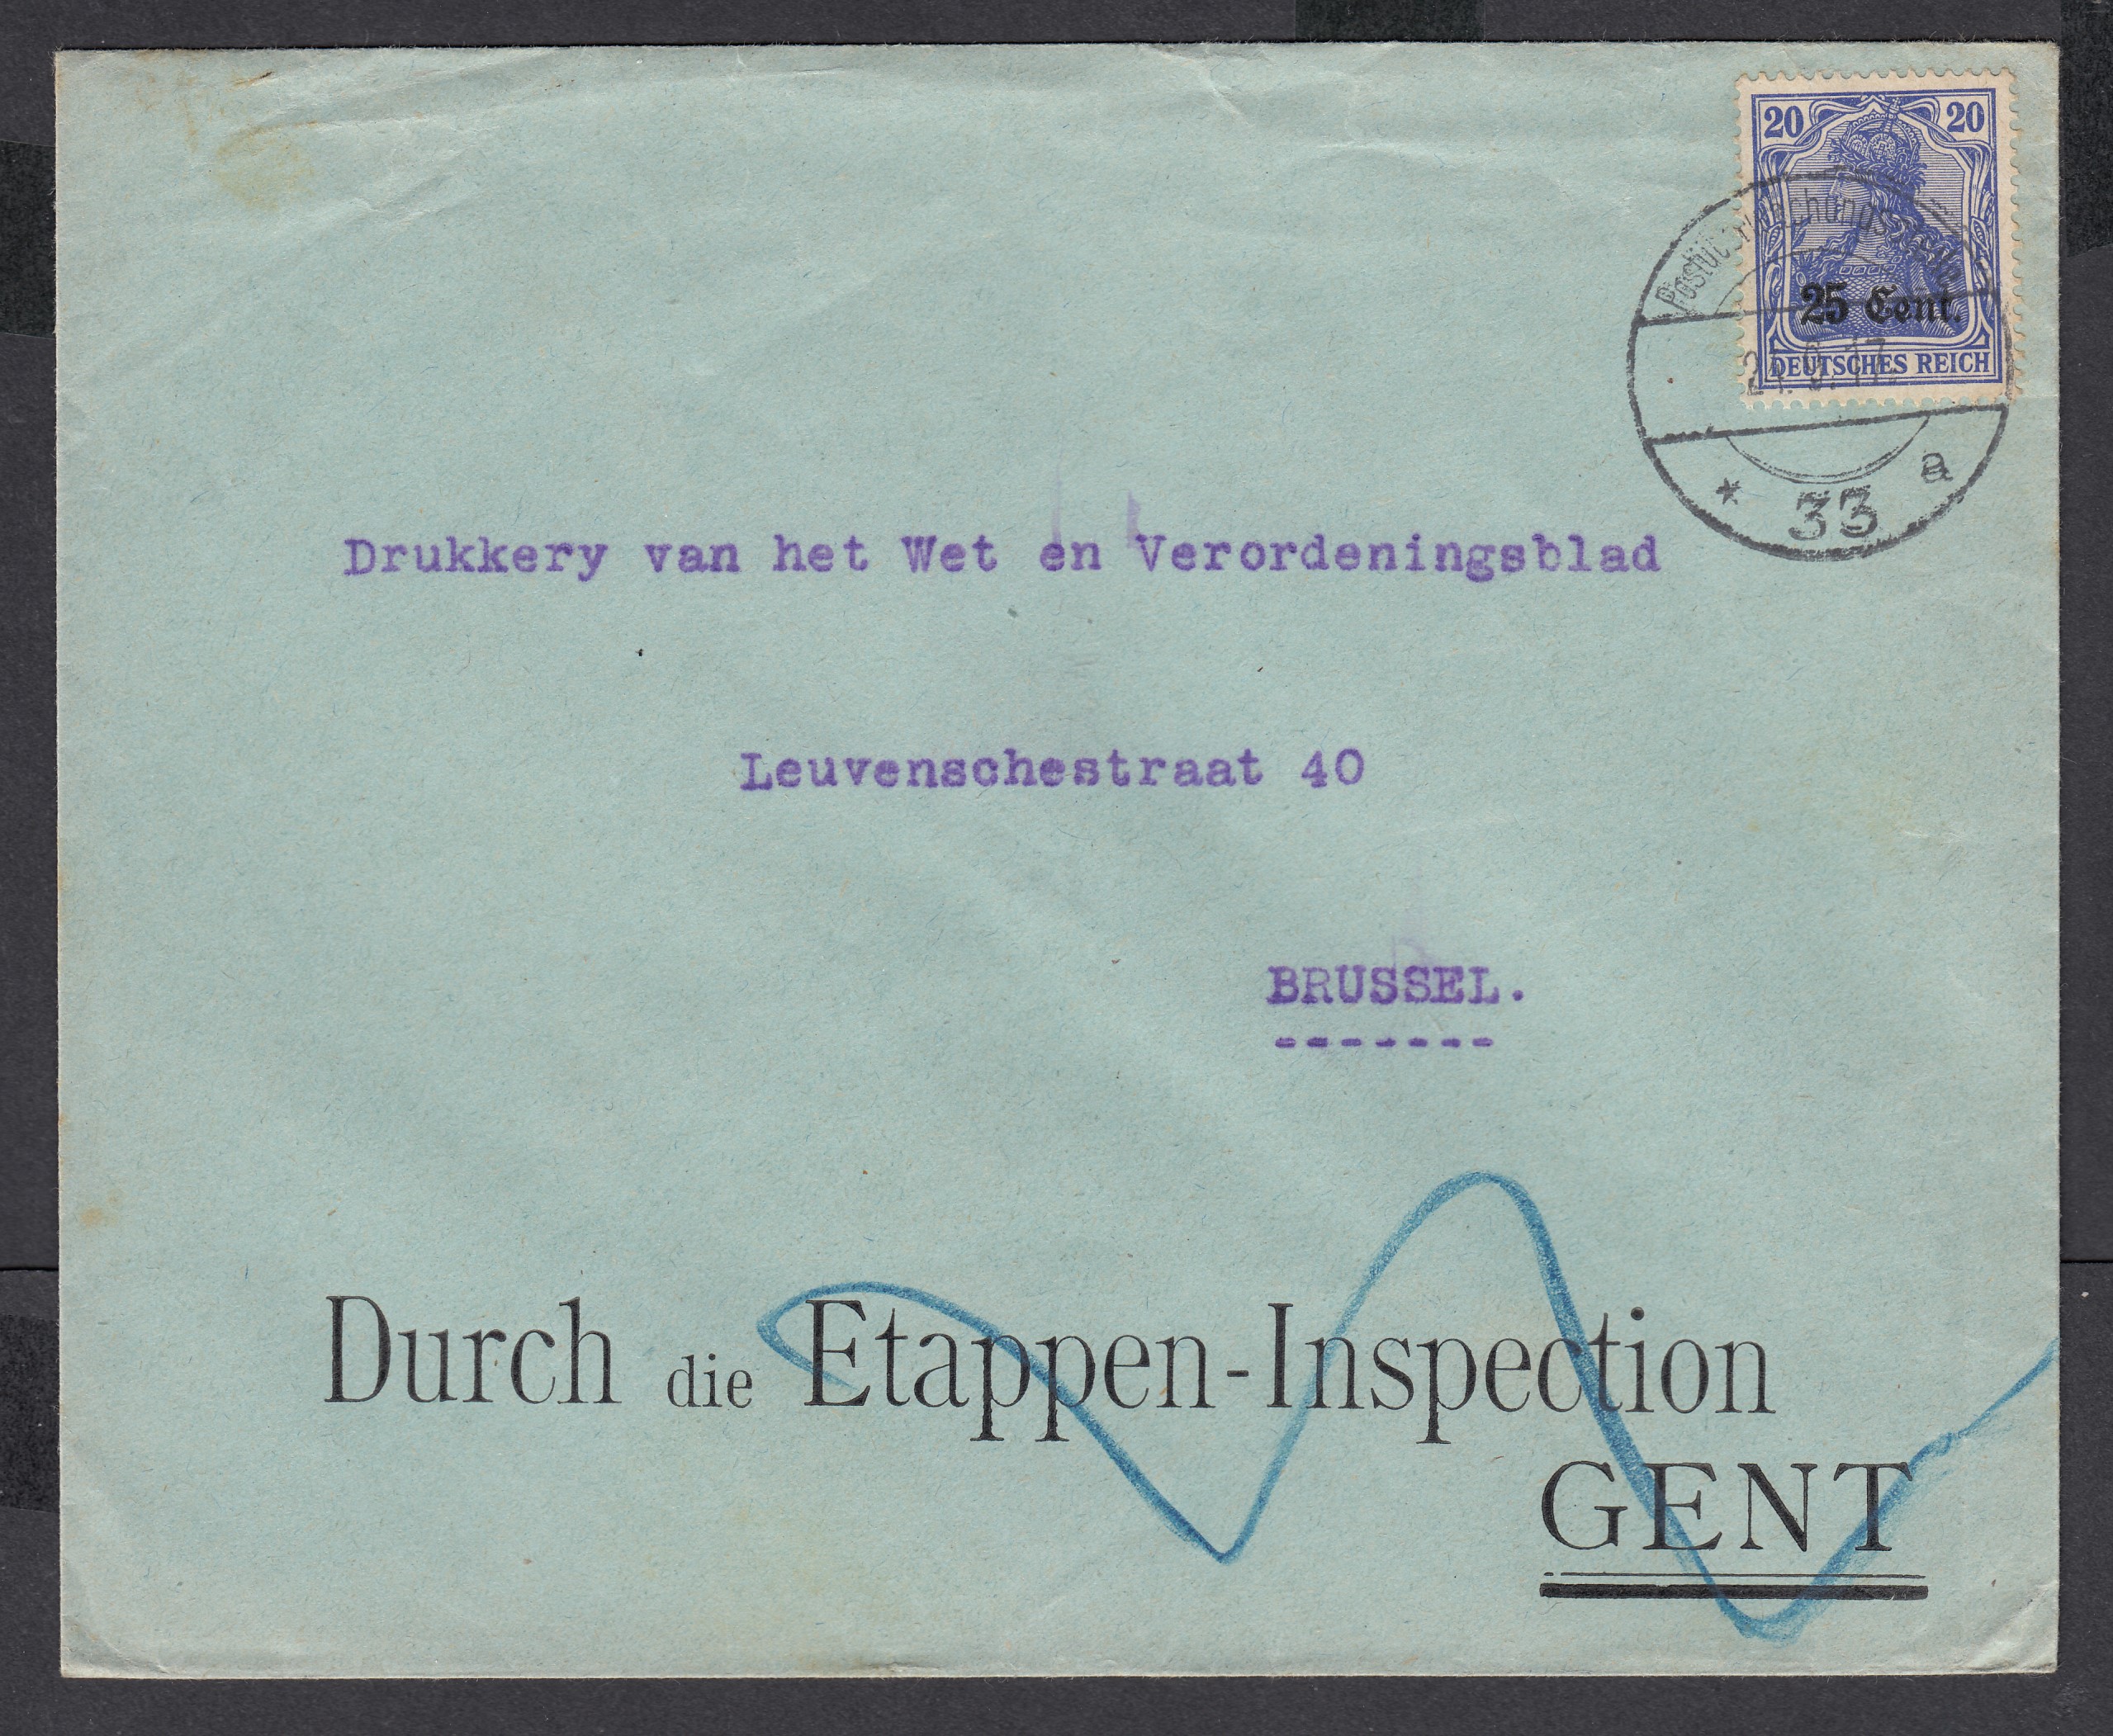 20 20
25 Cent.
DEUTSCHES REICH
* 33 a
Drukkery van het Wet en Verordeningsblad
Leuvenschestraat 40
BRUSSEL.
-------
Durch die Etappen-Inspection
GENT